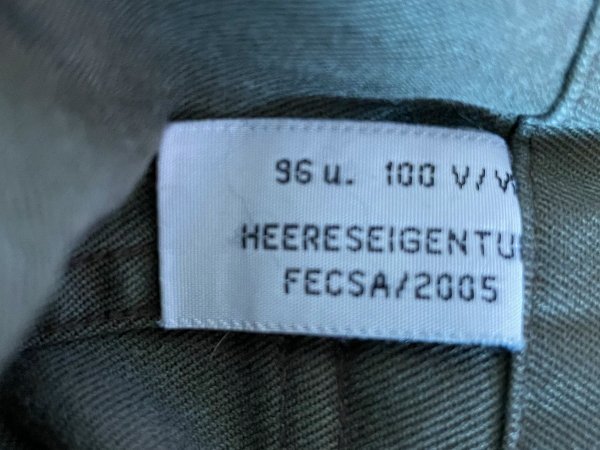 96 u. 100 V/V
HEERESEIGENTU
FECSA/2005